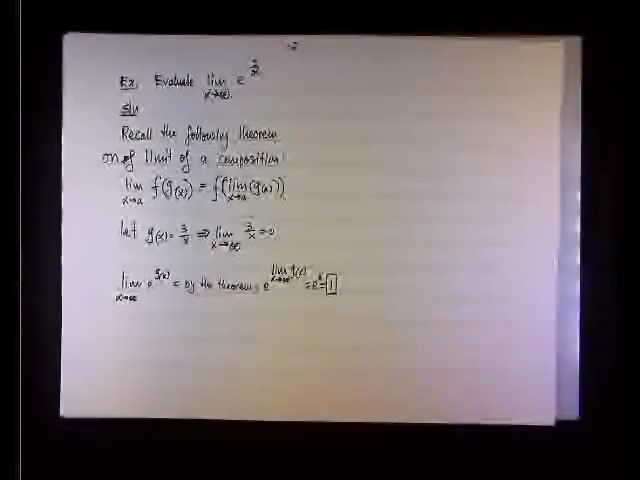 Ex. Evaluate lim x→∞ e^(3/x)
Sln
Recall the following theorem
on of limit of a composition:
lim x→a f(g(x)) = f(lim x→a (g(x)))
let g(x) = 3/x ⇒ lim x→∞ 3/x = 0
lim x→∞ e^g(x) = by the theorem, e^(lim x→∞ g(x)) = e^0 = 1